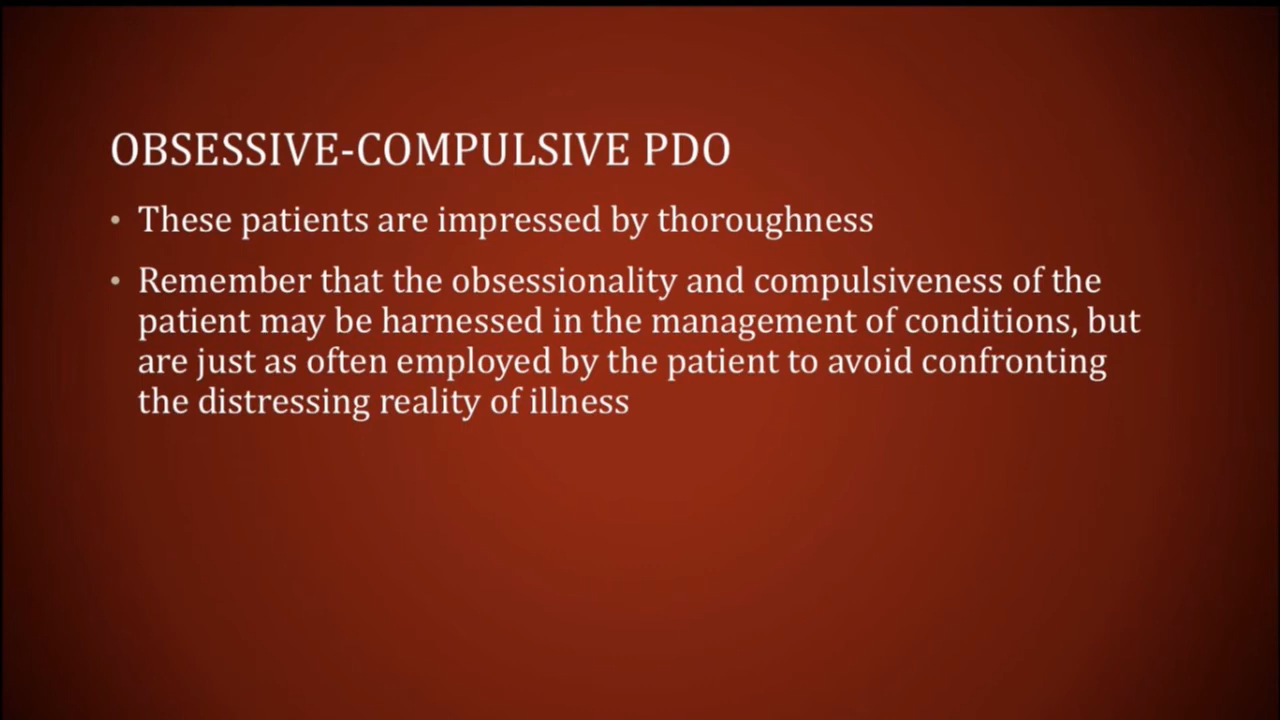 OBSESSIVE-COMPULSIVE PDO
• These patients are impressed by thoroughness
• Remember that the obsessionality and compulsiveness of the
patient may be harnessed in the management of conditions, but
are just as often employed by the patient to avoid confronting
the distressing reality of illness